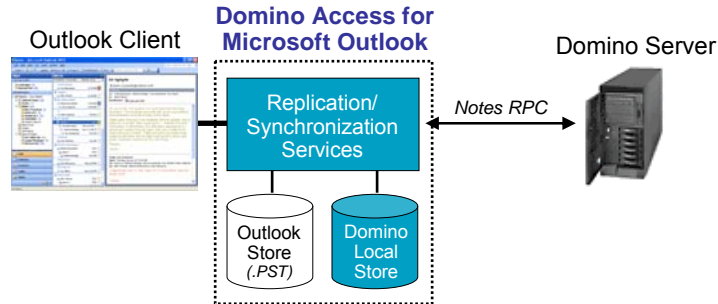 Domino Access for
Microsoft Outlook
Outlook Client
Domino Server
Replication/
Synchronization
Services
Notes RPC
Outlook
Store
(.PST)
Domino
Local
Store